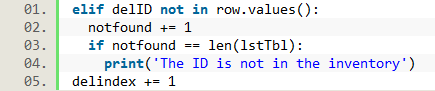 01. elif delID not in row.values():
02.   notfound += 1
03.   if notfound == len(lstTbl):
04.     print('The ID is not in the inventory')
05. delindex += 1